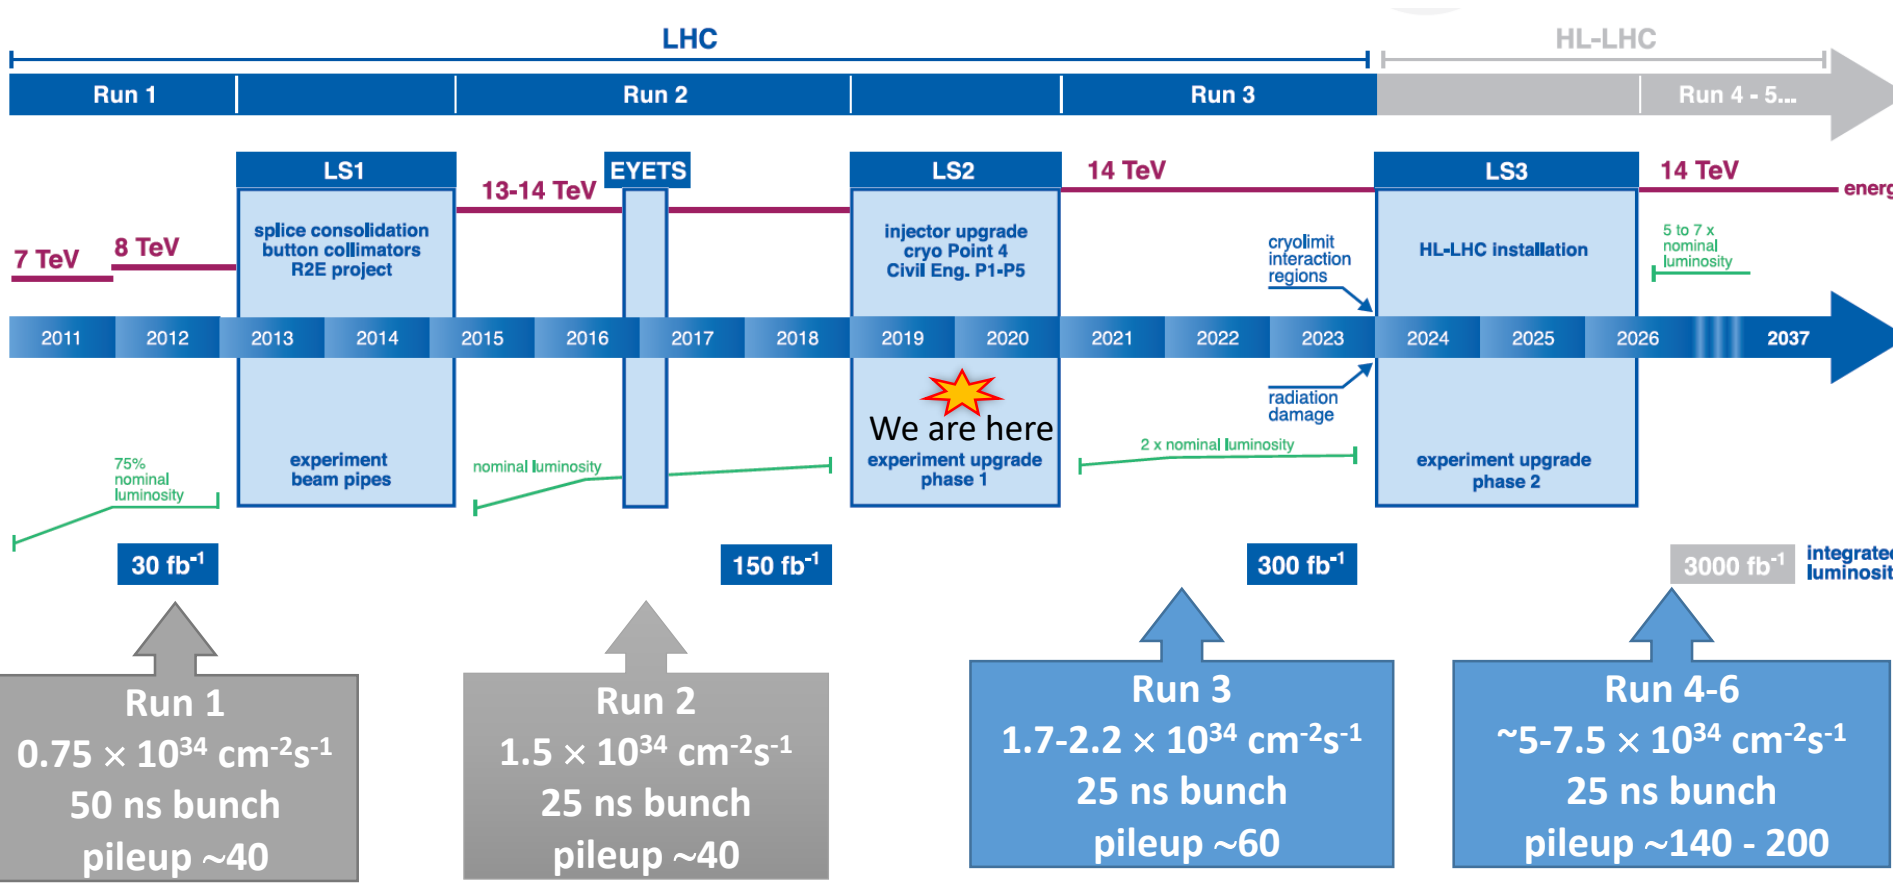 LHC
HL-LHC
Run 1
Run 2
Run 3
Run 4 - 5...
LS1
EYETS
LS2
LS3
7 TeV
8 TeV
13-14 TeV
14 TeV
14 TeV
energ
splice consolidation
button collimators
R2E project
injector upgrade
cryo Point 4
Civil Eng. P1-P5
cryolimit
interaction
regions
HL-LHC installation
5 to 7 x
nominal
luminosity
2011
2012
2013
2014
2015
2016
2017
2018
2019
2020
2021
2022
2023
2024
2025
2026
2037
We are here
radiation
damage
75%
nominal
luminosity
experiment
beam pipes
nominal luminosity
experiment upgrade
phase 1
2 x nominal luminosity
experiment upgrade
phase 2
30 fb⁻¹
150 fb⁻¹
300 fb⁻¹
3000 fb⁻¹
integrated
luminosit
Run 1
0.75 × 10³⁴ cm⁻²s⁻¹
50 ns bunch
pileup ~40
Run 2
1.5 × 10³⁴ cm⁻²s⁻¹
25 ns bunch
pileup ~40
Run 3
1.7-2.2 × 10³⁴ cm⁻²s⁻¹
25 ns bunch
pileup ~60
Run 4-6
~5-7.5 × 10³⁴ cm⁻²s⁻¹
25 ns bunch
pileup ~140 - 200